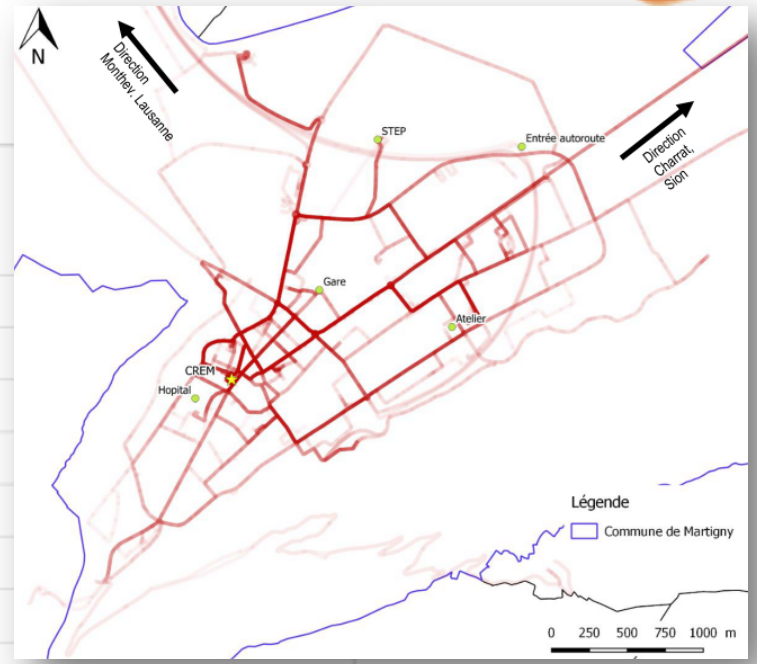 N
Direction
Monthey. Lausanne
STEP
Entrée autoroute
Direction
Charrat,
Sion
Gare
Atelier
CREM
Hopital
Légende
Commune de Martigny
0 250 500 750 1000 m